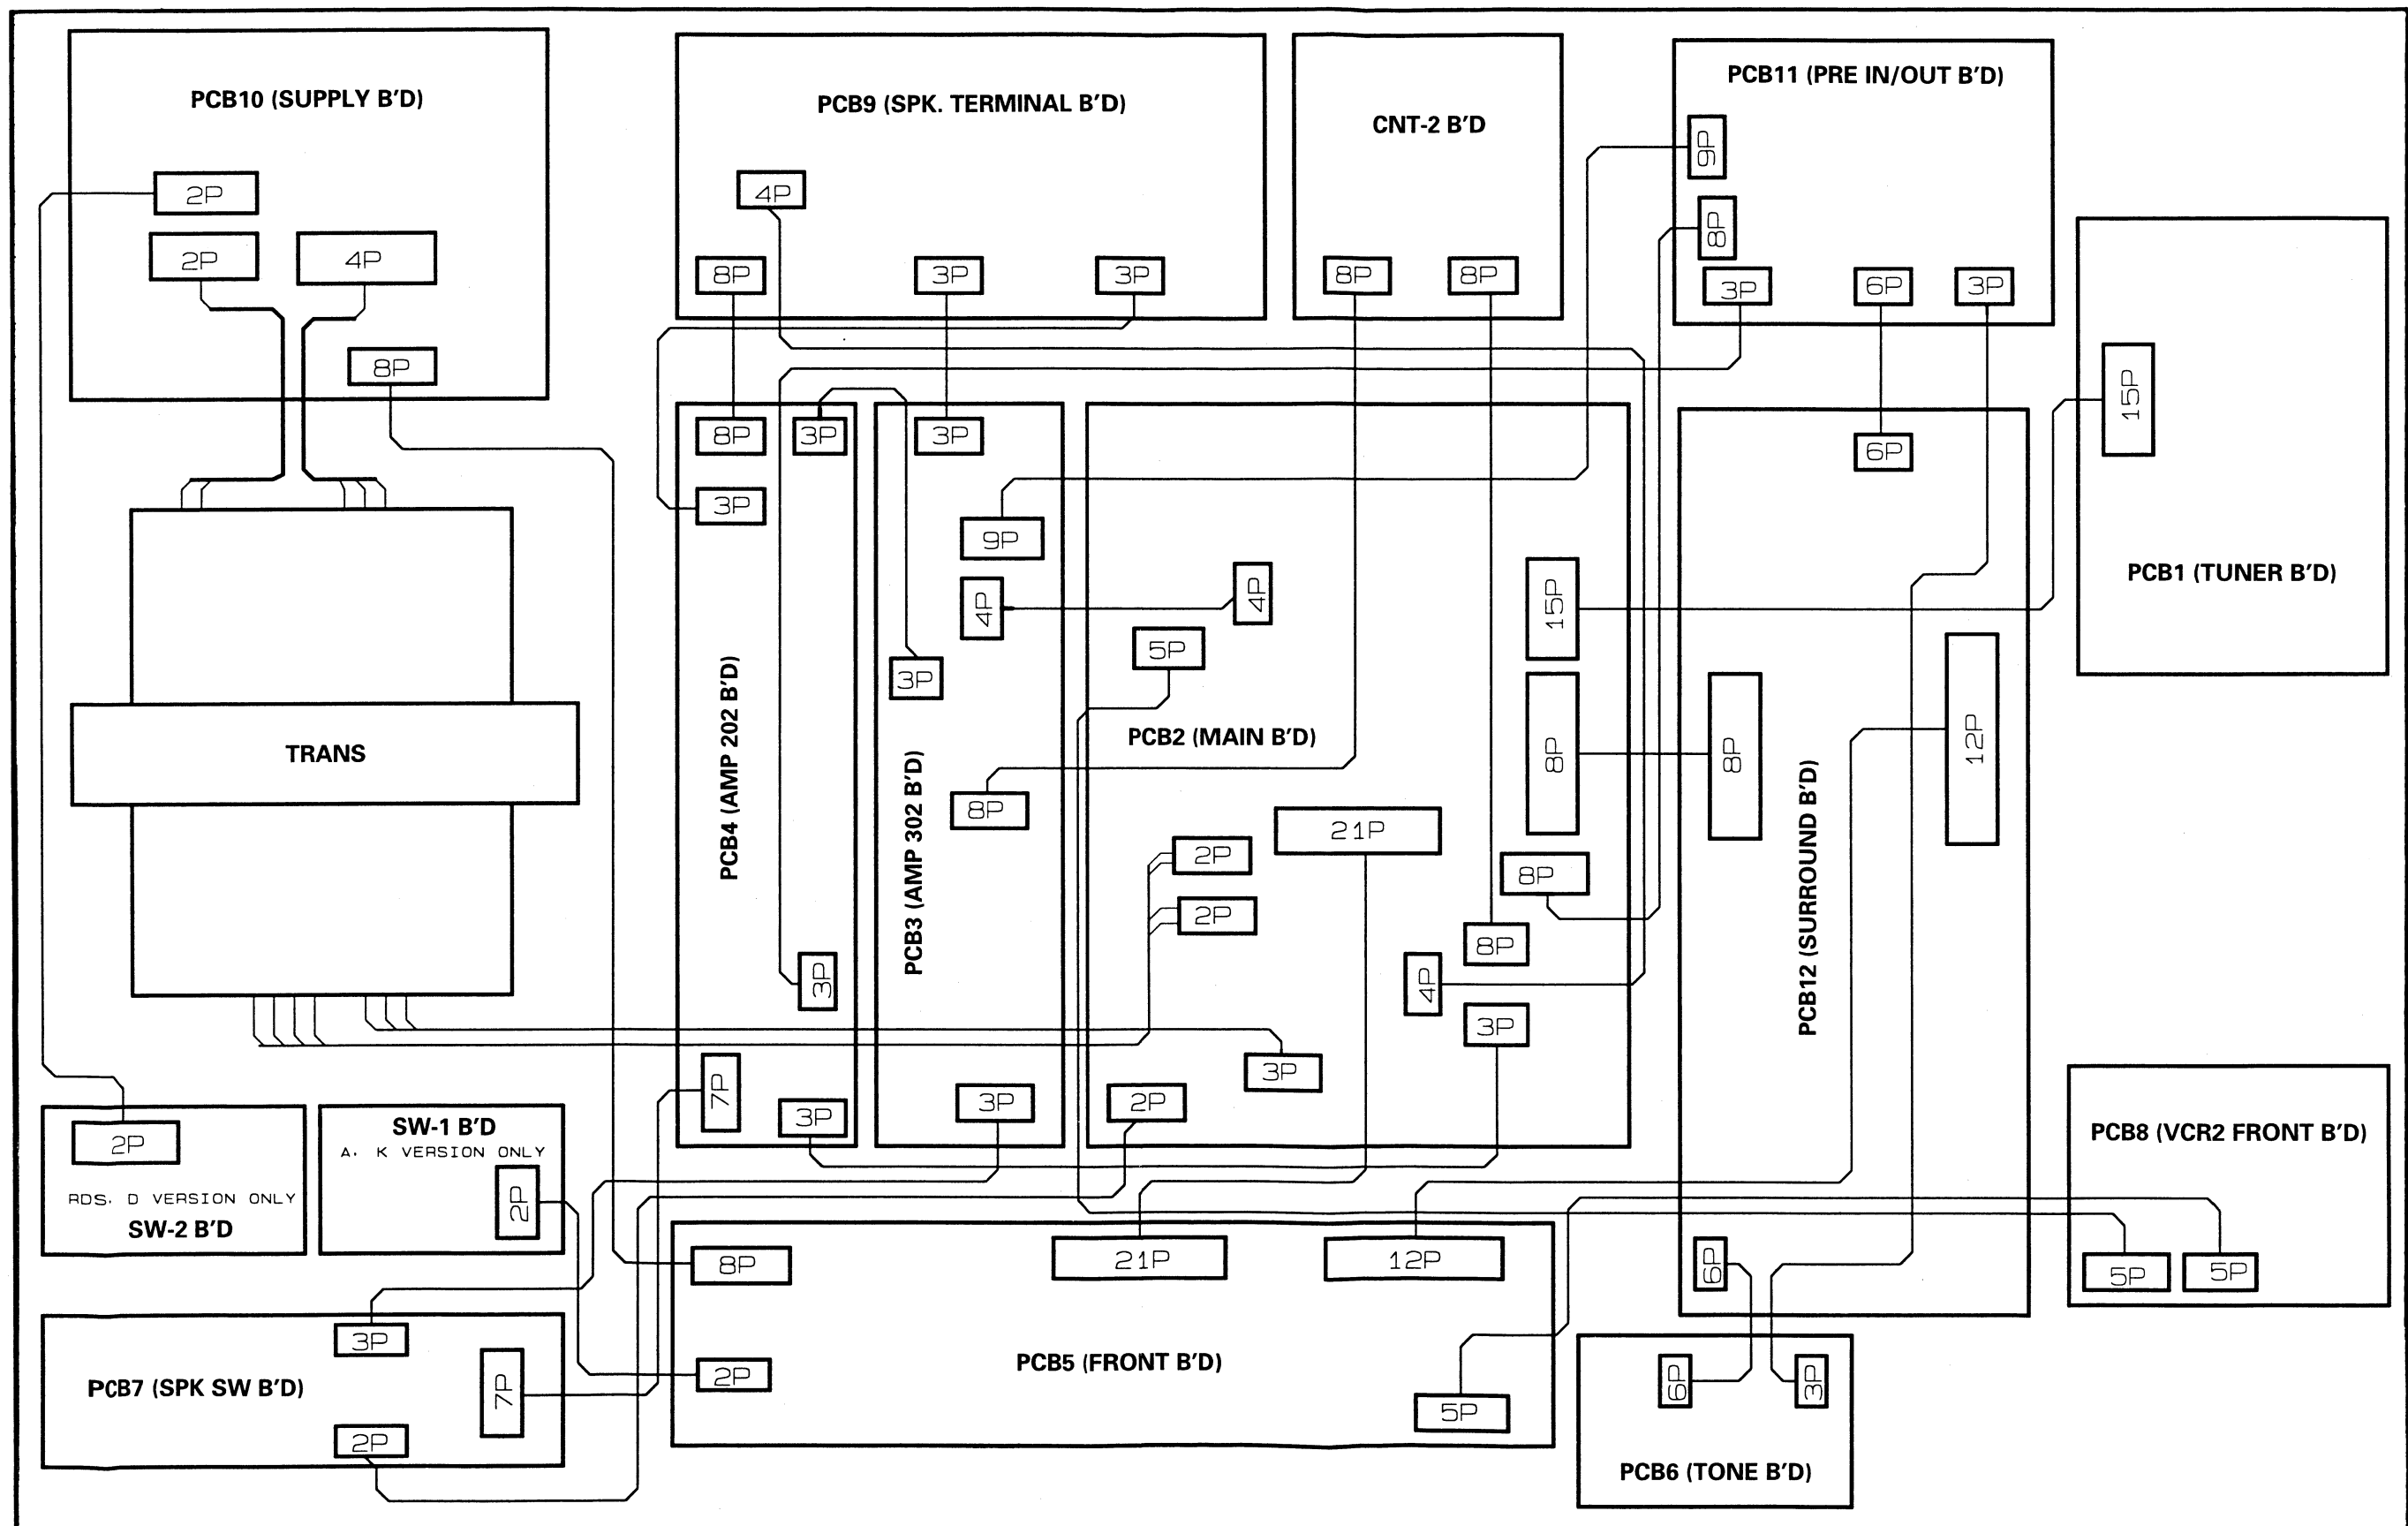 PCB10 (SUPPLY B'D)
2P
2P
4P
8P
PCB9 (SPK. TERMINAL B'D)
4P
8P
3P
3P
CNT-2 B'D
8P
8P
PCB11 (PRE IN/OUT B'D)
9P
8P
3P
6P
3P
15P
PCB1 (TUNER B'D)
TRANS
8P
3P
3P
PCB4 (AMP 202 B'D)
3P
7P
3P
3P
9P
4P
3P
8P
PCB3 (AMP 302 B'D)
3P
4P
5P
15P
PCB2 (MAIN B'D)
8P
21P
2P
8P
2P
8P
4P
3P
3P
2P
6P
8P
12P
PCB12 (SURROUND B'D)
6P
PCB8 (VCR2 FRONT B'D)
5P
5P
2P
RDS. D VERSION ONLY
SW-2 B'D
SW-1 B'D
A. K VERSION ONLY
2P
3P
PCB7 (SPK SW B'D)
7P
2P
8P
21P
12P
2P
PCB5 (FRONT B'D)
5P
6P
3P
PCB6 (TONE B'D)